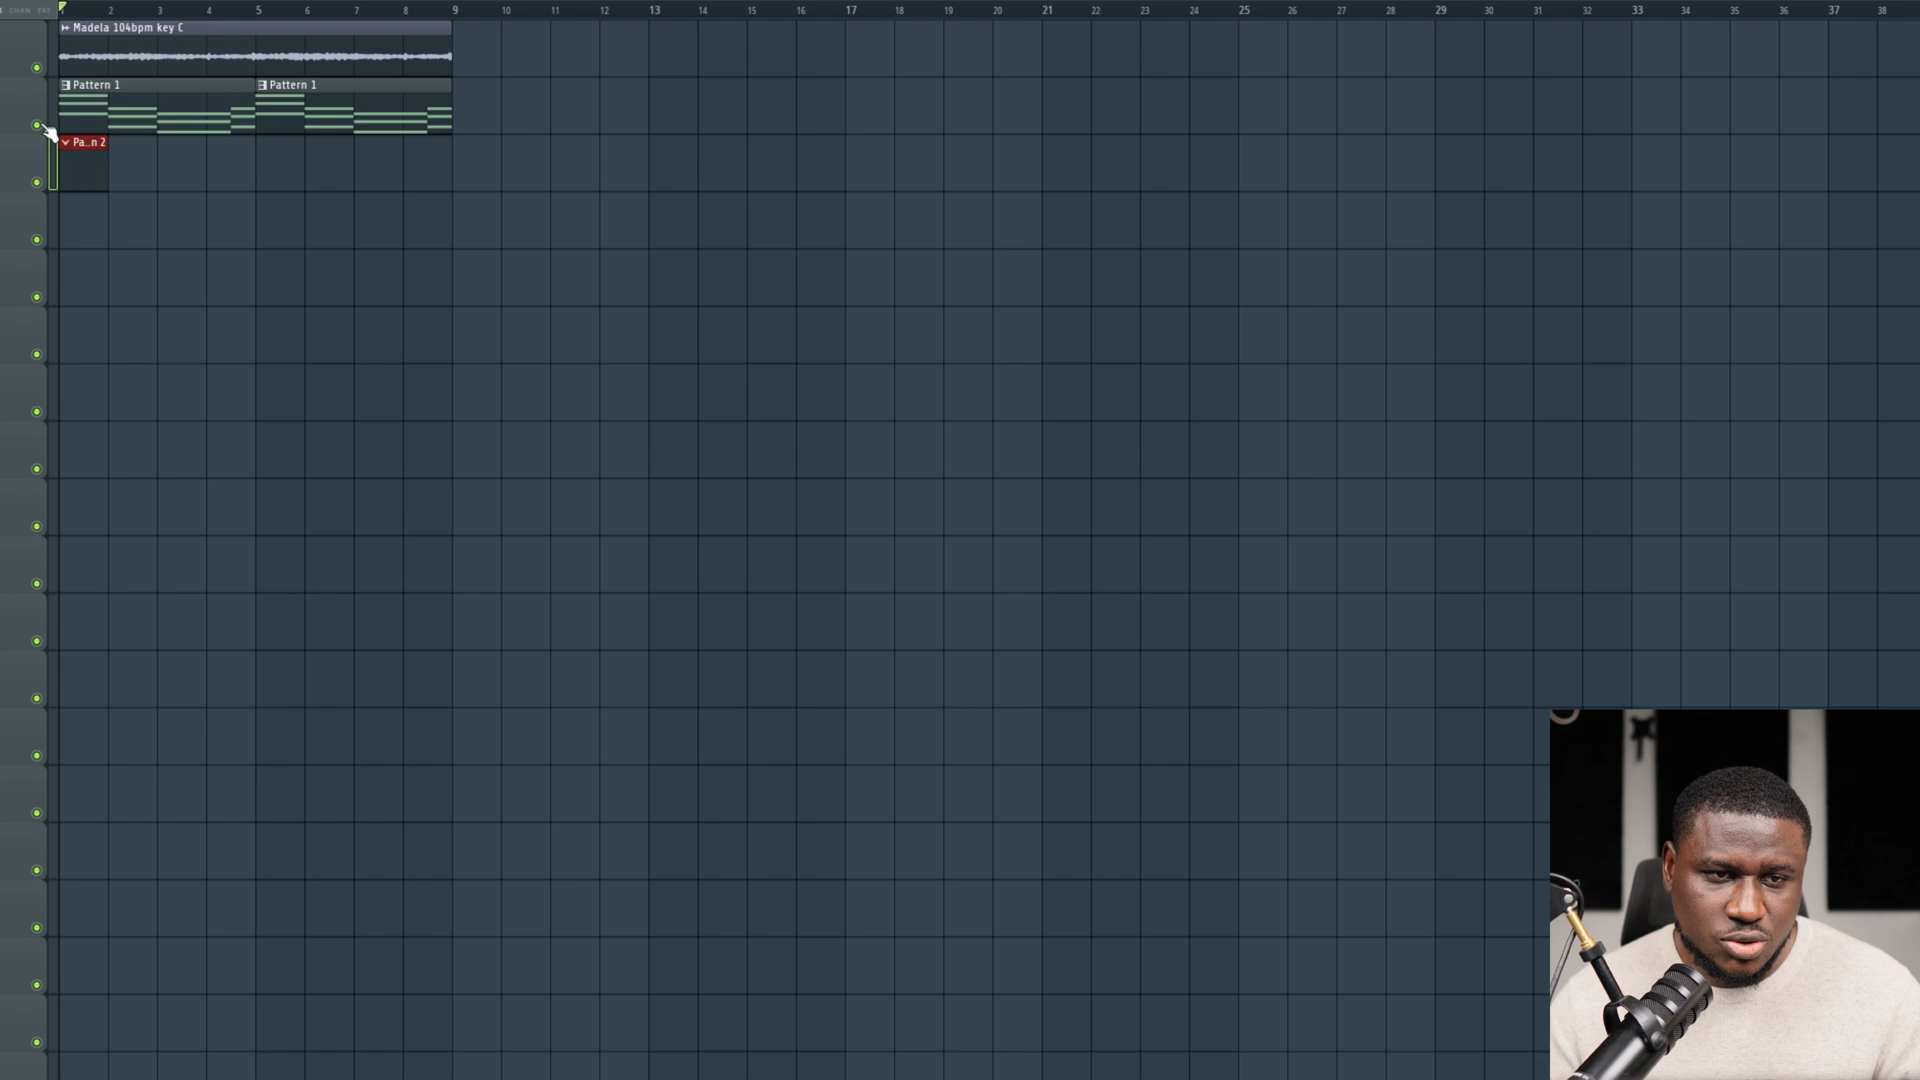 CHAN PAT
1 2 3 4 5 6 7 8 9 10 11 12 13 14 15 16 17 18 19 20 21 22 23 24 25 26 27 28 29 30 31 32 33 34 35 36 37 38
Madela 104bpm key C
Pattern 1 Pattern 1
Pa..n 2